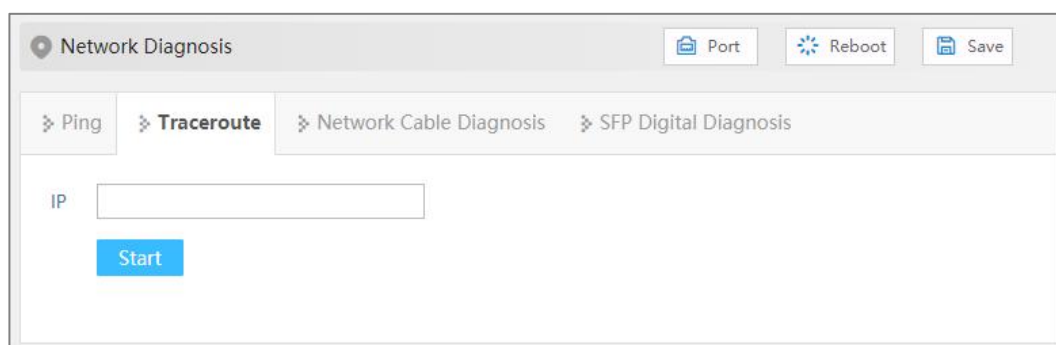 Network Diagnosis Port Reboot Save
Ping Traceroute Network Cable Diagnosis SFP Digital Diagnosis
IP
Start